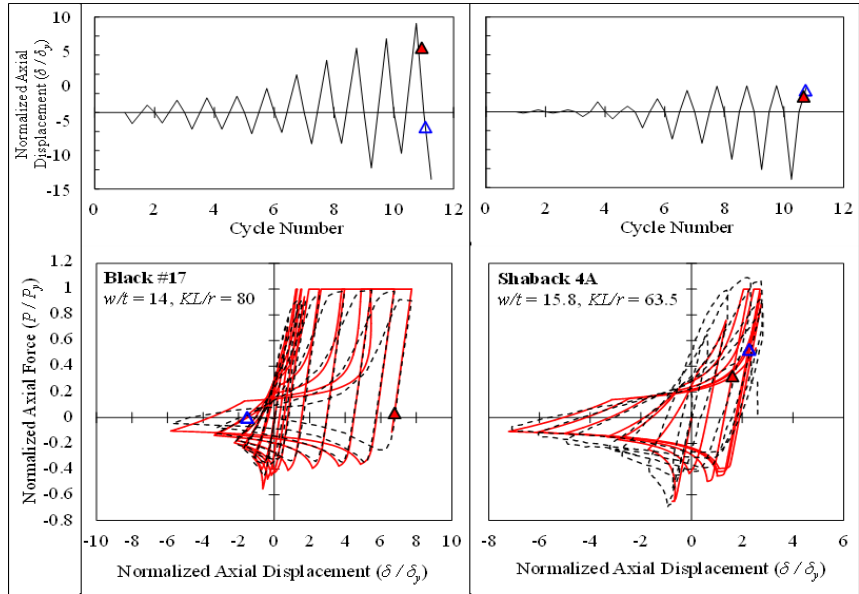 Normalized Axial
Displacement (δ / δy)
10
5
0
-5
-10
-15
0 2 4 6 8 10 12
Cycle Number
0 2 4 6 8 10 12
Cycle Number
Normalized Axial Force (P / Py)
1.2
1
0.8
0.6
0.4
0.2
0
-0.2
-0.4
-0.6
-0.8
Black #17
w/t = 14, KL/r = 80
-10 -8 -6 -4 -2 0 2 4 6 8 10
Normalized Axial Displacement (δ / δy)
Shaback 4A
w/t = 15.8, KL/r = 63.5
-8 -6 -4 -2 0 2 4 6
Normalized Axial Displacement (δ / δy)